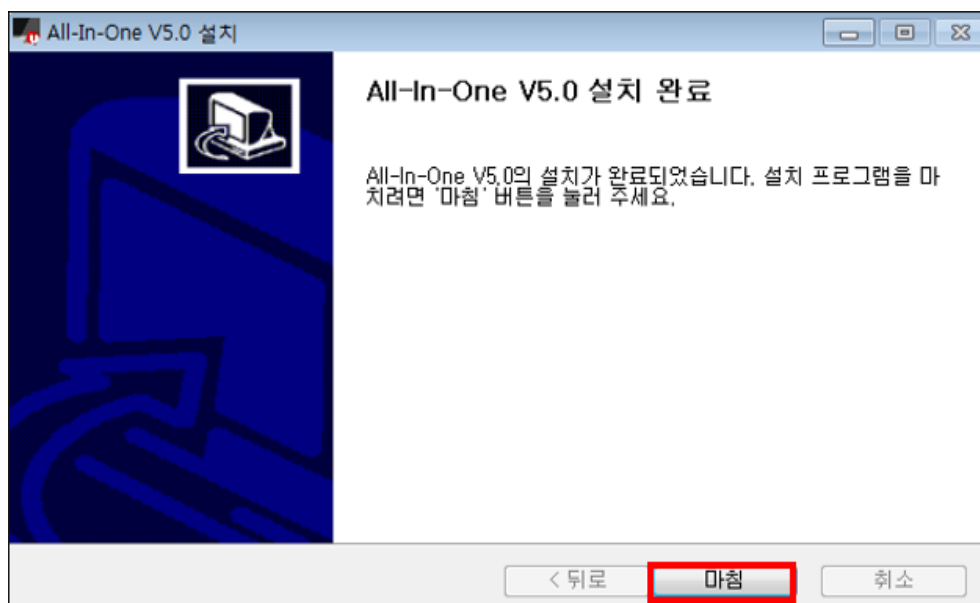 All-In-One V5.0 설치
All-In-One V5.0 설치 완료
All-In-One V5.0의 설치가 완료되었습니다. 설치 프로그램을 마
치려면 '마침' 버튼을 눌러 주세요.
< 뒤로 마침 취소